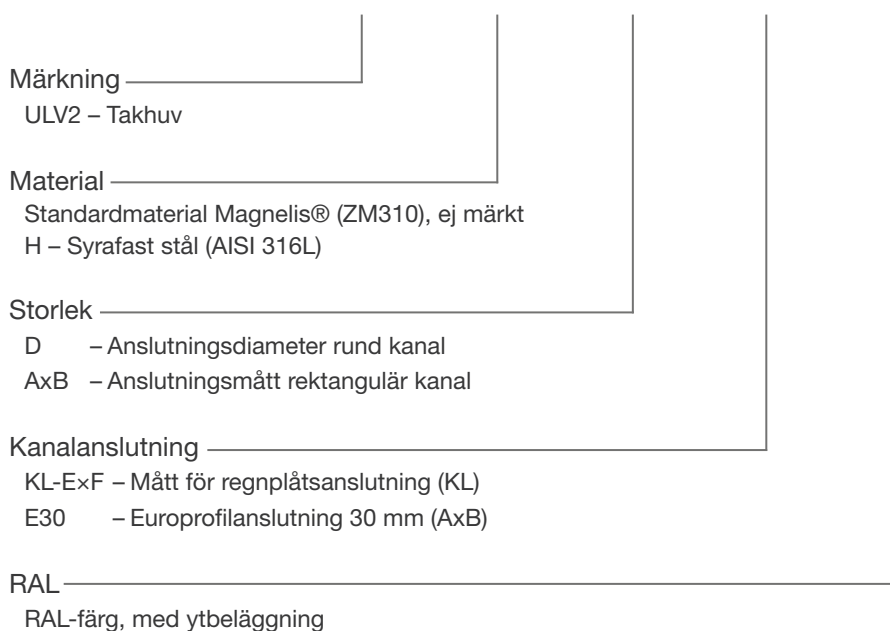 Märkning
ULV2 – Takhuv
Material
Standardmaterial Magnelis® (ZM310), ej märkt
H – Syrafast stål (AISI 316L)
Storlek
D – Anslutningsdiameter rund kanal
AxB – Anslutningsmått rektangulär kanal
Kanalanslutning
KL-E×F – Mått för regnplåtsanslutning (KL)
E30 – Europrofilanslutning 30 mm (AxB)
RAL
RAL-färg, med ytbeläggning